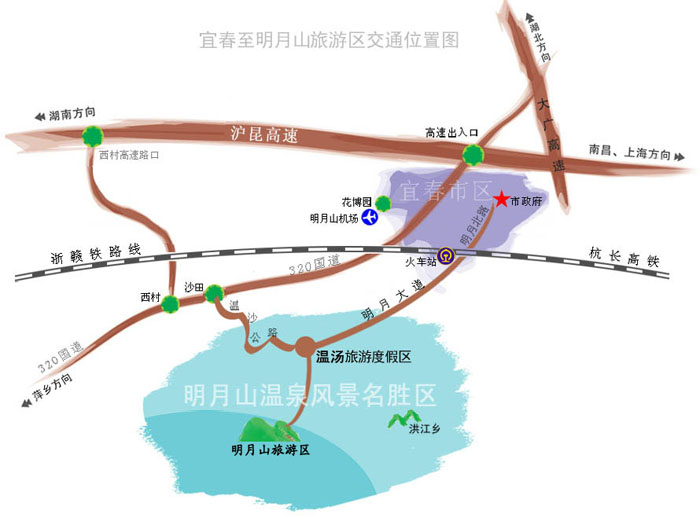 宜春至明月山旅游区交通位置图
湖北方向
湖南方向
大广高速
沪昆高速
高速出入口
西村高速路口
南昌、上海方向
宜春市区
花博园
市政府
明月山机场
明月北路
浙赣铁路线
火车站
杭长高铁
320国道
沙田
西村
明月大道
温沙公路
320国道
温汤旅游度假区
萍乡方向
明月山温泉风景名胜区
洪江乡
明月山旅游区